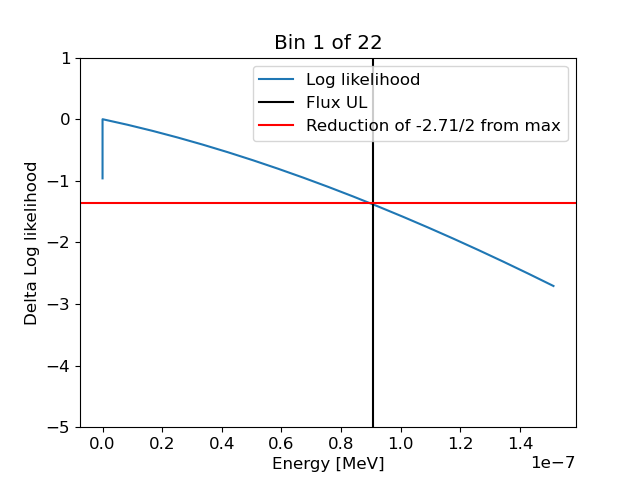 Bin 1 of 22
Log likelihood
Flux UL
Reduction of -2.71/2 from max
Delta Log likelihood
1
0
−1
−2
−3
−4
−5
0.0 0.2 0.4 0.6 0.8 1.0 1.2 1.4
1e−7
Energy [MeV]